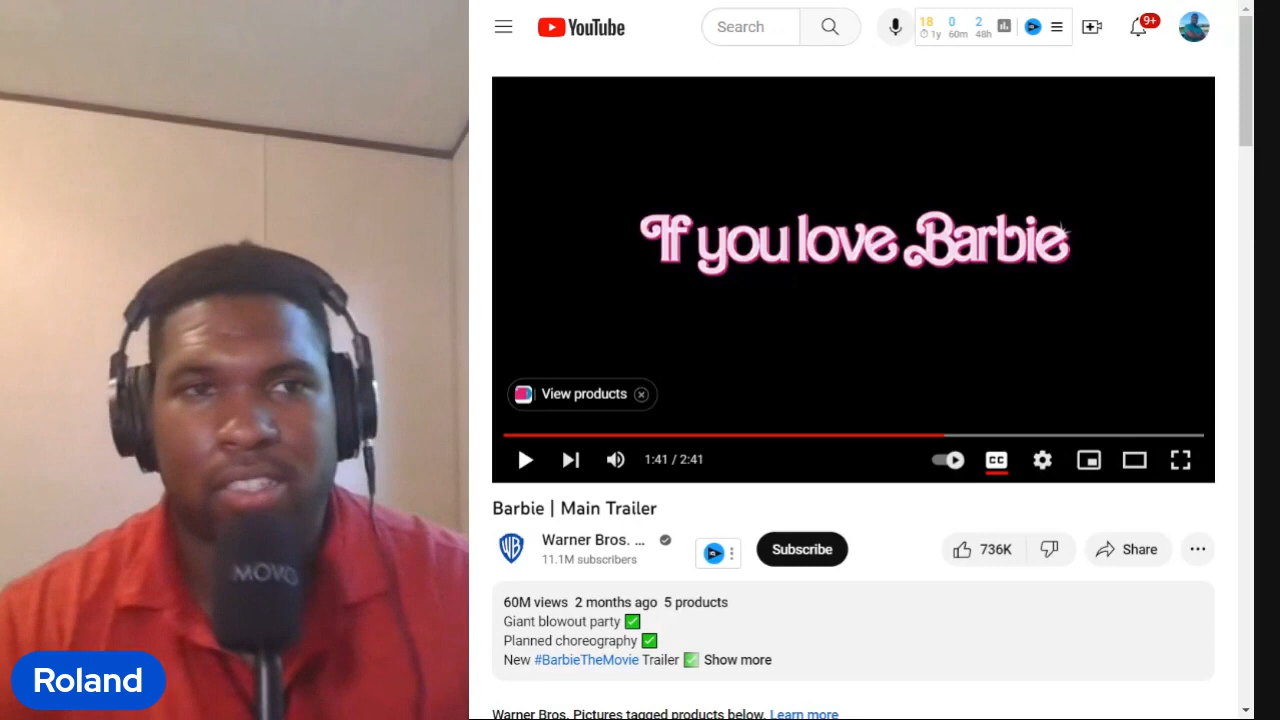 YouTube
Search
18 0 2
1y 60m 48h
9+
If you love Barbie
View products
1:41 / 2:41
CC
Barbie | Main Trailer
WB
Warner Bros. ...
11.1M subscribers
Subscribe
736K
Share
60M views 2 months ago 5 products
Giant blowout party ✅
Planned choreography ✅
New #BarbieTheMovie Trailer ✅ Show more
Warner Bros. Pictures tagged products below. Learn more
MOVO
Roland